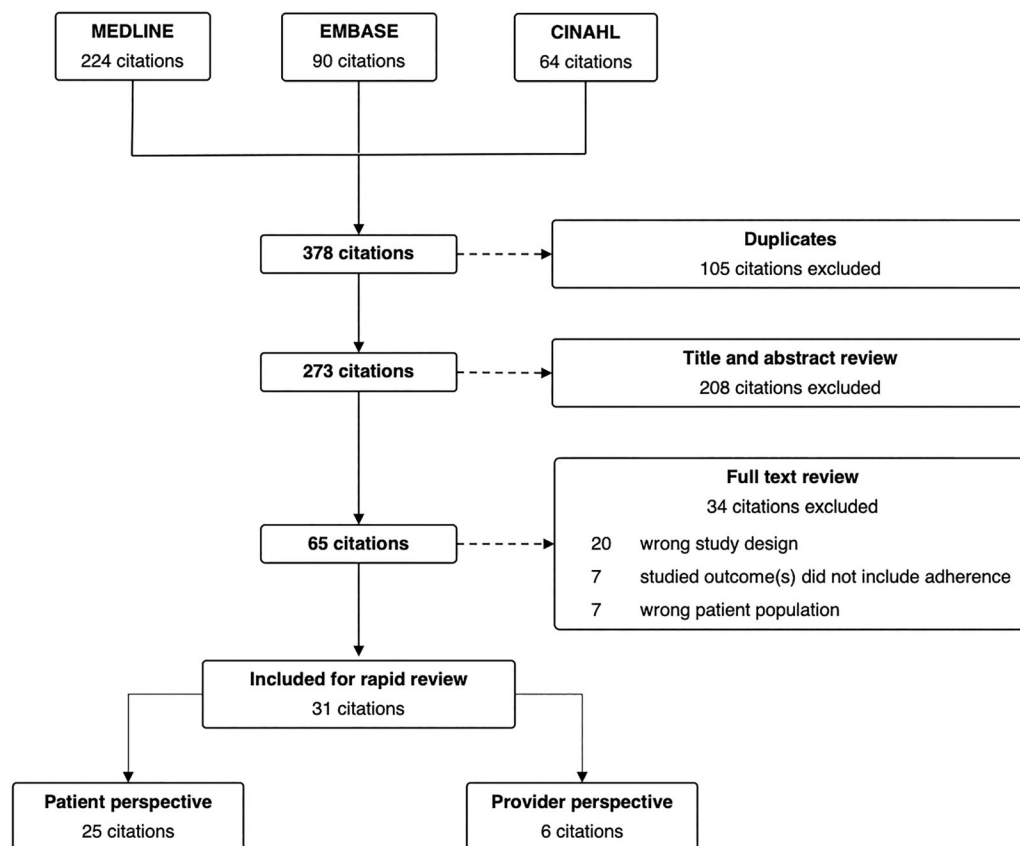 MEDLINE
224 citations
EMBASE
90 citations
CINAHL
64 citations
378 citations
Duplicates
105 citations excluded
273 citations
Title and abstract review
208 citations excluded
65 citations
Full text review
34 citations excluded
20 wrong study design
7 studied outcome(s) did not include adherence
7 wrong patient population
Included for rapid review
31 citations
Patient perspective
25 citations
Provider perspective
6 citations